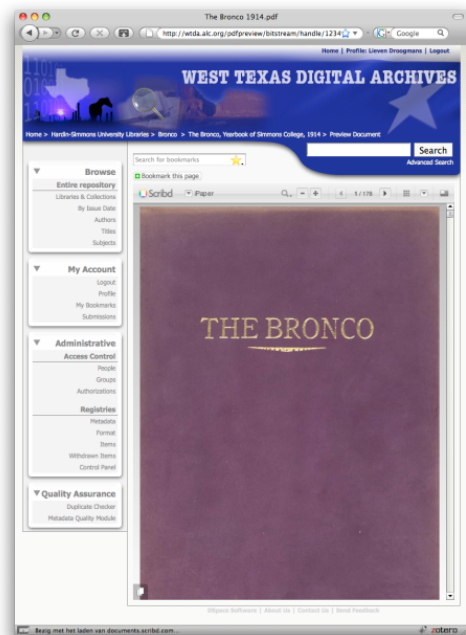 The Bronco 1914.pdf
http://wtda.alc.org/pdfpreview/bitstream/handle/1234
Google
Home | Profile: Lieven Droogmans | Logout
WEST TEXAS DIGITAL ARCHIVES
Home > Hardin-Simmons University Libraries > Bronco > The Bronco, Yearbook of Simmons College, 1914 > Preview Document
Search
Advanced Search
Search for bookmarks
Bookmark this page
Browse
Entire repository
Libraries & Collections
By Issue Date
Authors
Titles
Subjects
My Account
Logout
Profile
My Bookmarks
Submissions
Administrative
Access Control
People
Groups
Authorizations
Registries
Metadata
Format
Items
Withdrawn Items
Control Panel
Quality Assurance
Duplicate Checker
Metadata Quality Module
Scribd
iPaper
1 / 178
THE BRONCO
DSpace Software | About Us | Contact Us | Send Feedback
Bezig met het laden van documents.scribd.com...
zotero